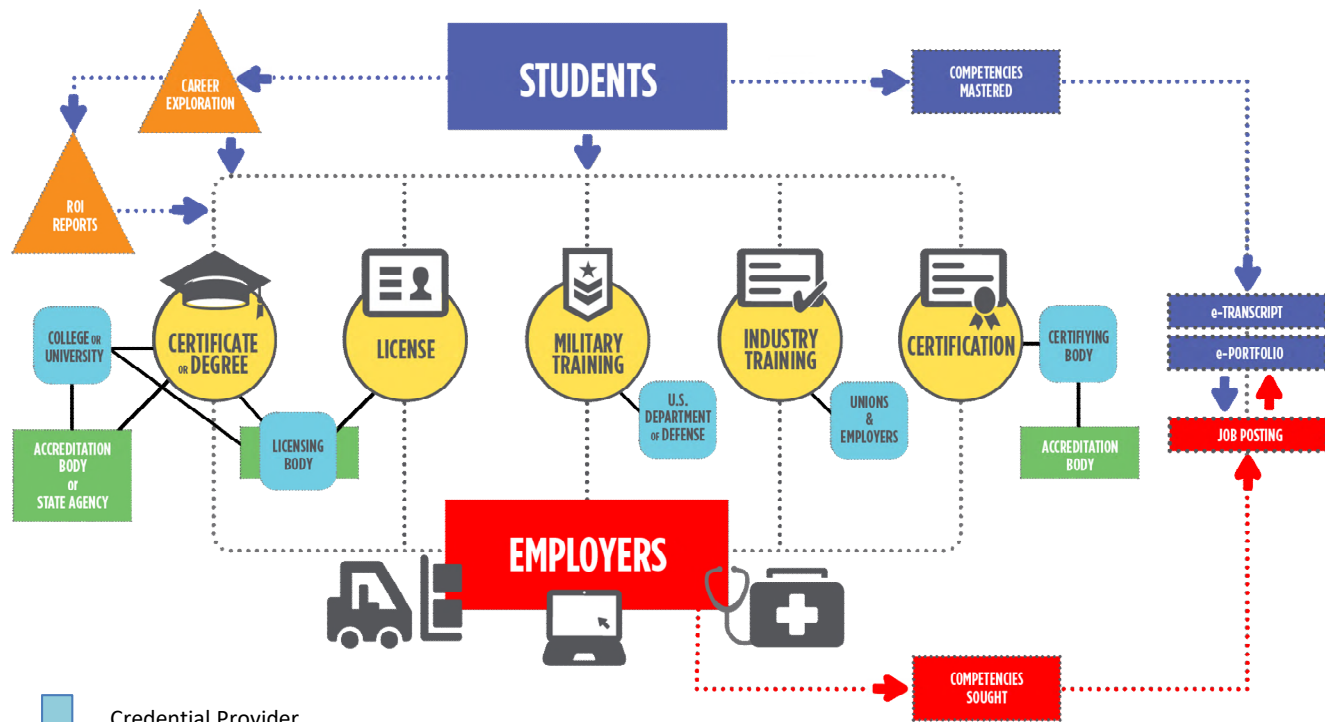 STUDENTS
COMPETENCIES
MASTERED
CAREER
EXPLORATION
ROI
REPORTS
COLLEGE OR
UNIVERSITY
CERTIFICATE
OR DEGREE
LICENSE
MILITARY
TRAINING
INDUSTRY
TRAINING
CERTIFICATION
CERTIFYING
BODY
e-TRANSCRIPT
e-PORTFOLIO
JOB POSTING
U.S.
DEPARTMENT
OF DEFENSE
UNIONS
&
EMPLOYERS
ACCREDITATION
BODY
or
STATE AGENCY
LICENSING
BODY
ACCREDITATION
BODY
EMPLOYERS
COMPETENCIES
SOUGHT
Credential Provider